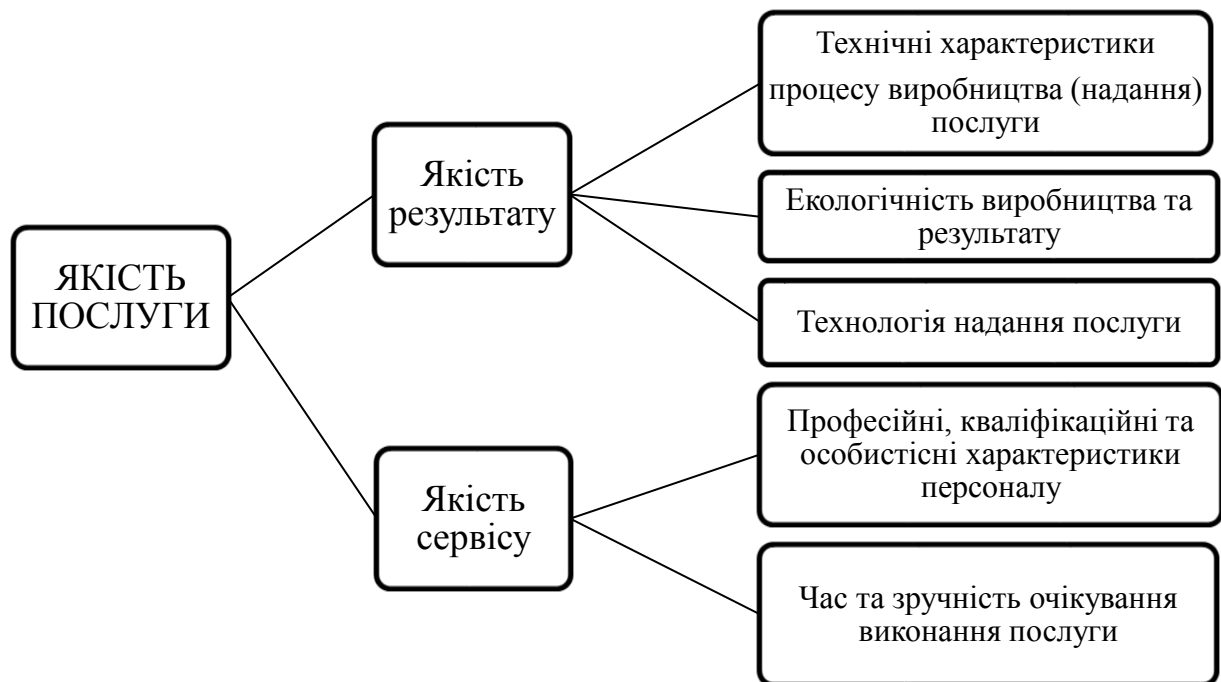 ЯКІСТЬ
ПОСЛУГИ
Якість
результату
Технічні характеристики
процесу виробництва (надання)
послуги
Екологічність виробництва та
результату
Технологія надання послуги
Якість
сервісу
Професійні, кваліфікаційні та
особистісні характеристики
персоналу
Час та зручність очікування
виконання послуги